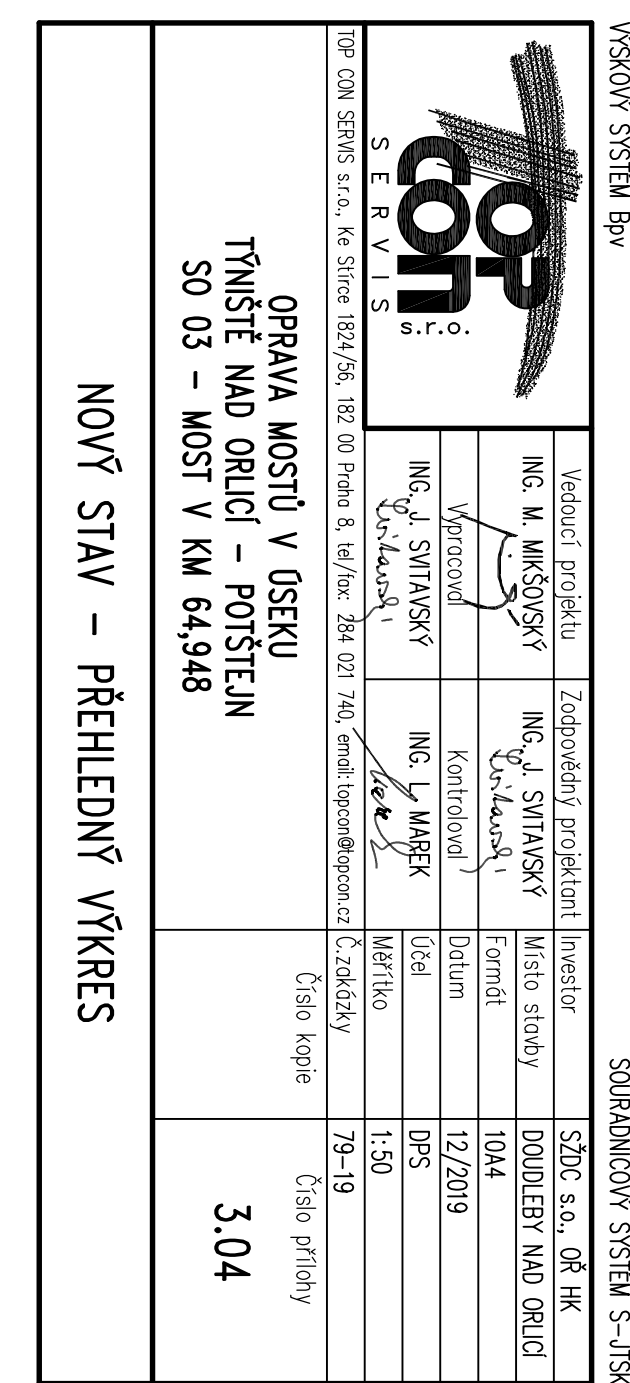 VÝŠKOVÝ SYSTÉM Bpv
SOUŘADNICOVÝ SYSTÉM S-JTSK
TOP
CON
SERVIS
s.r.o.
Vedoucí projektu
Zodpovědný projektant
Investor
SŽDC s.o., OŘ HK
ING. M. MIKŠOVSKÝ
ING. J. SVITAVSKÝ
Místo stavby
DOUDLEBY NAD ORLICÍ
Formát
10A4
Vypracoval
Kontroloval
Datum
12/2019
ING. J. SVITAVSKÝ
ING. L. MAREK
Účel
DPS
Měřítko
1:50
TOP CON SERVIS s.r.o., Ke Stírce 1824/56, 182 00 Praha 8, tel/fax: 284 021 740, email: topcon@topcon.cz
Č.zakázky
79-19
OPRAVA MOSTŮ V ÚSEKU
TÝNIŠTĚ NAD ORLICÍ - POTŠTEJN
SO 03 - MOST V KM 64,948
Číslo kopie
Číslo přílohy
3.04
NOVÝ STAV - PŘEHLEDNÝ VÝKRES